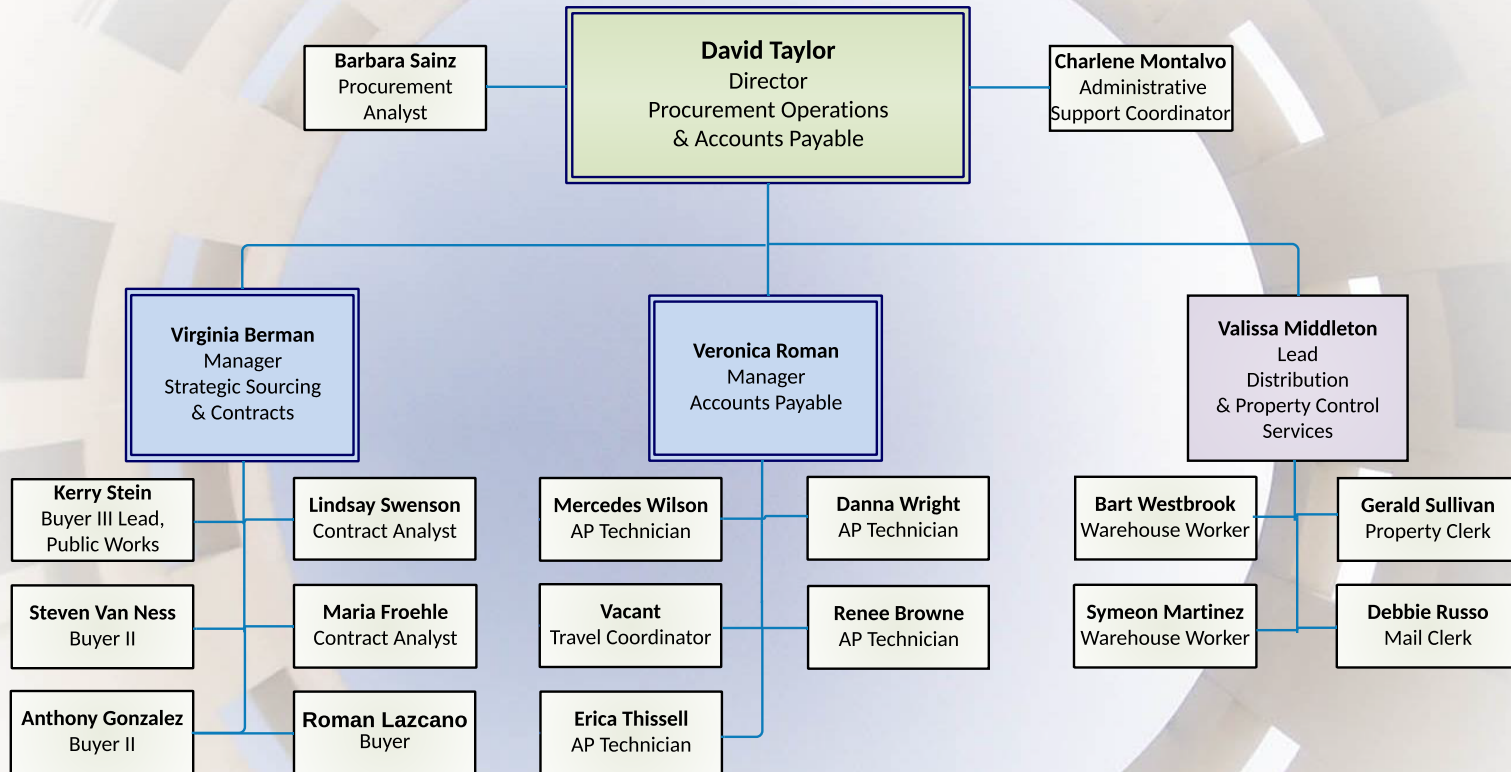 Barbara Sainz
Procurement
Analyst
David Taylor
Director
Procurement Operations
& Accounts Payable
Charlene Montalvo
Administrative
Support Coordinator
Virginia Berman
Manager
Strategic Sourcing
& Contracts
Veronica Roman
Manager
Accounts Payable
Valissa Middleton
Lead
Distribution
& Property Control
Services
Kerry Stein
Buyer III Lead,
Public Works
Lindsay Swenson
Contract Analyst
Mercedes Wilson
AP Technician
Danna Wright
AP Technician
Bart Westbrook
Warehouse Worker
Gerald Sullivan
Property Clerk
Steven Van Ness
Buyer II
Maria Froehle
Contract Analyst
Vacant
Travel Coordinator
Renee Browne
AP Technician
Symeon Martinez
Warehouse Worker
Debbie Russo
Mail Clerk
Anthony Gonzalez
Buyer II
Roman Lazcano
Buyer
Erica Thissell
AP Technician